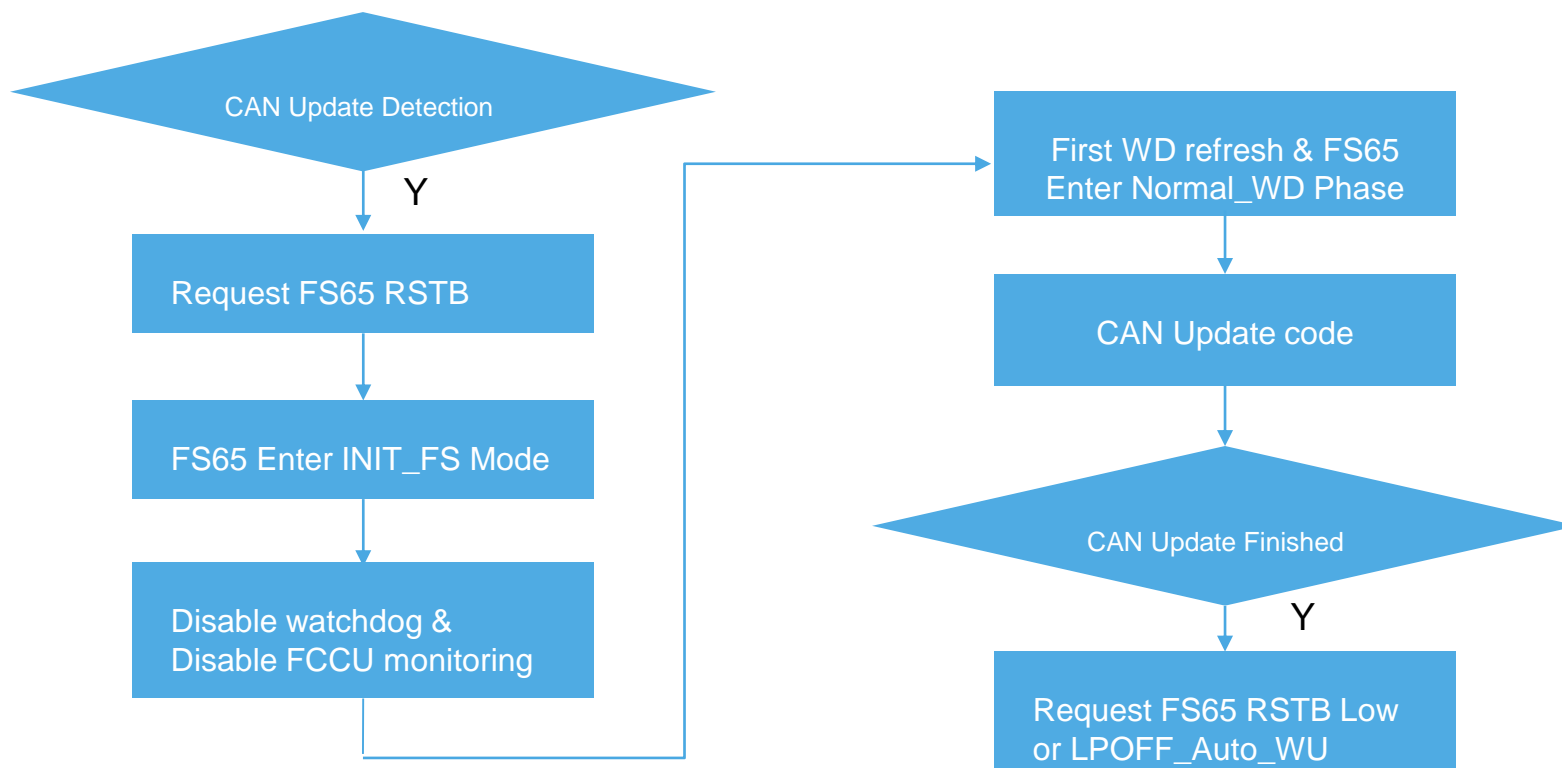 CAN Update Detection
Y
Request FS65 RSTB
FS65 Enter INIT_FS Mode
Disable watchdog &
Disable FCCU monitoring
First WD refresh & FS65
Enter Normal_WD Phase
CAN Update code
CAN Update Finished
Y
Request FS65 RSTB Low
or LPOFF_Auto_WU